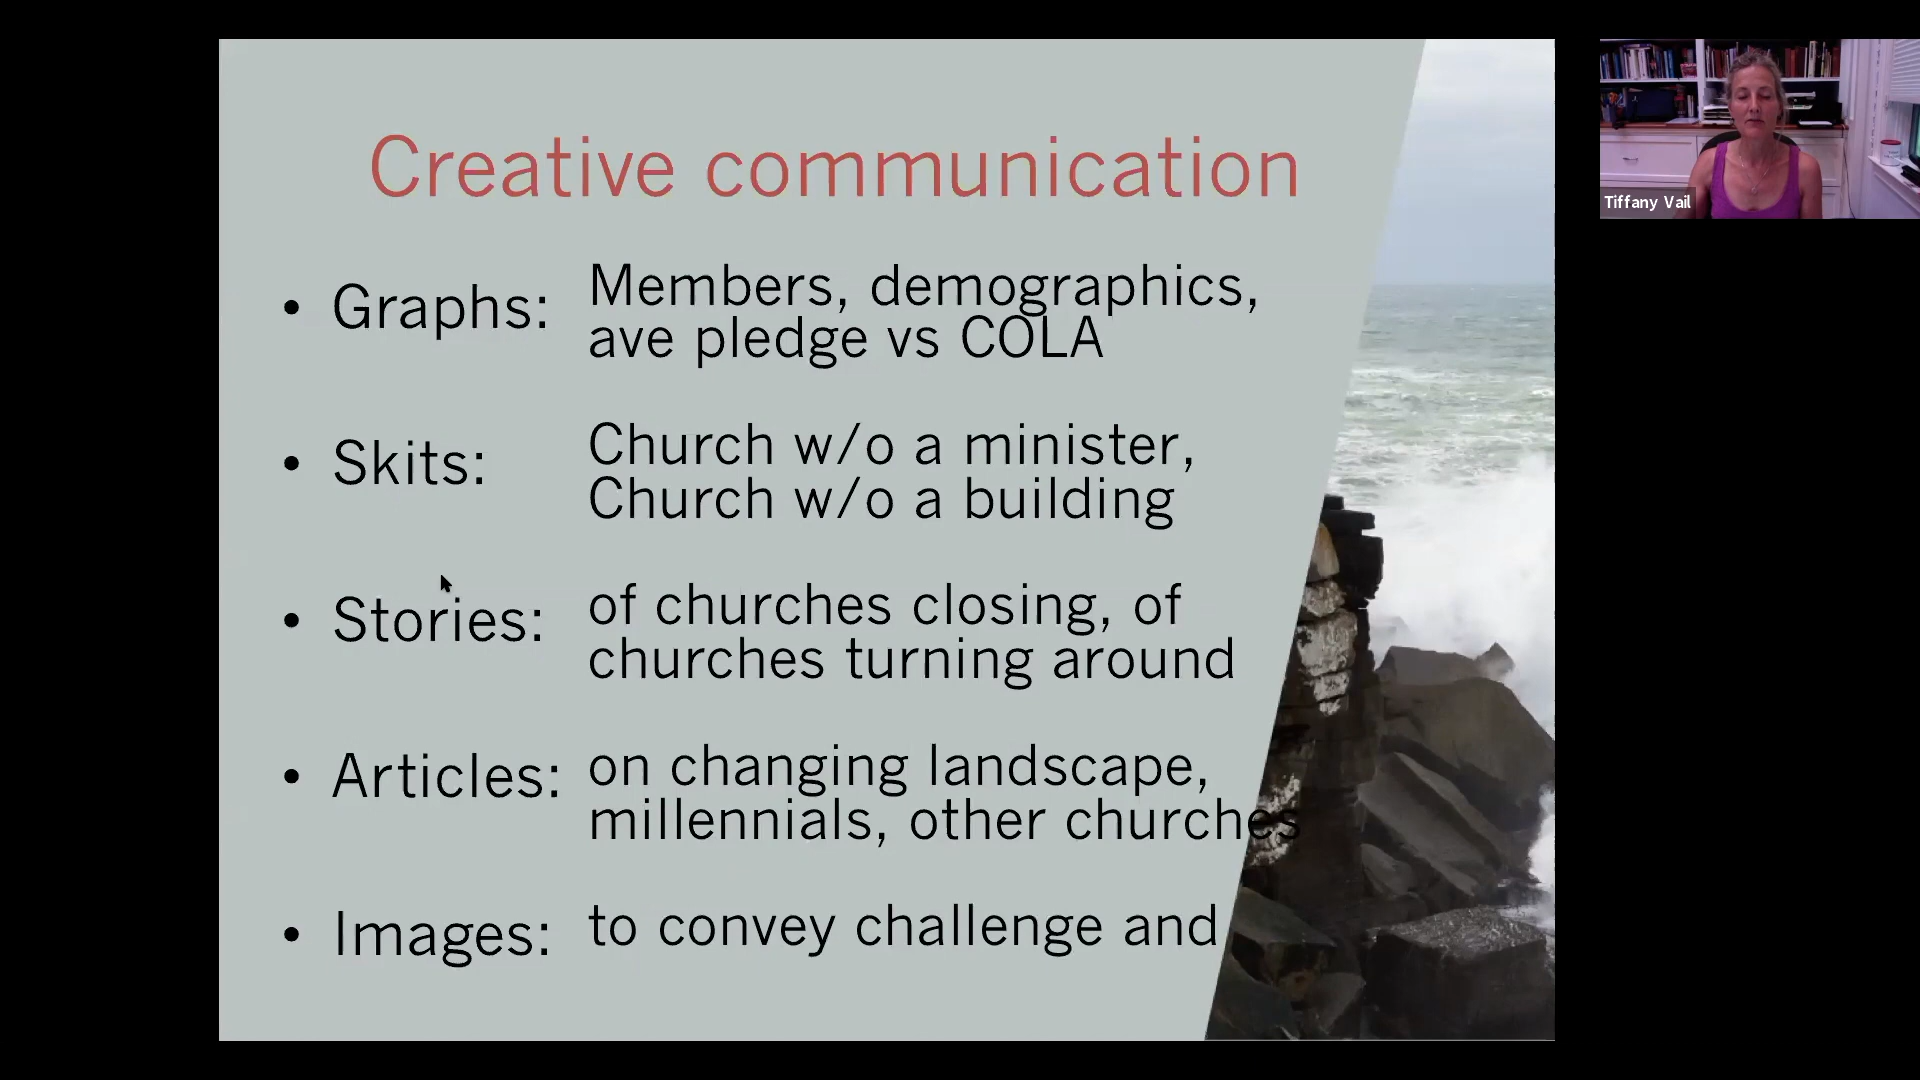 Creative communication
• Graphs: Members, demographics,
ave pledge vs COLA
• Skits: Church w/o a minister,
Church w/o a building
• Stories: of churches closing, of
churches turning around
• Articles: on changing landscape,
millennials, other churches
• Images: to convey challenge and
Tiffany Vail